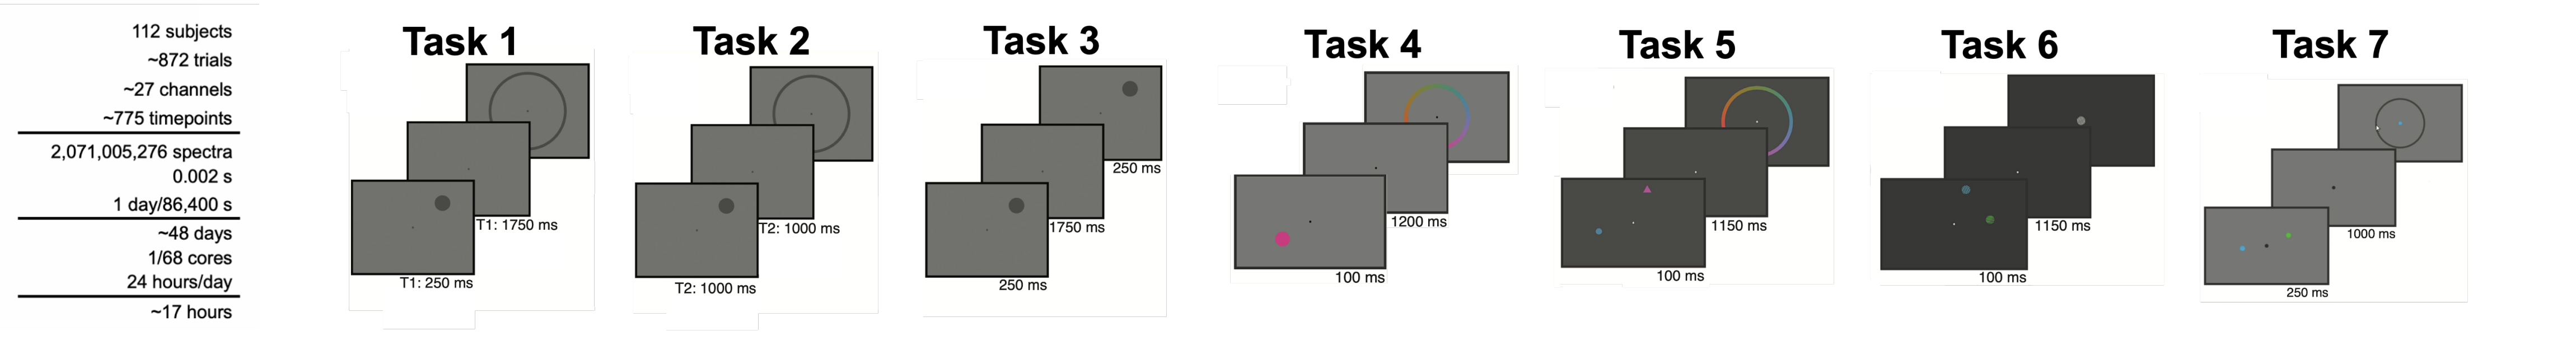 112 subjects
~872 trials
~27 channels
~775 timepoints
2,071,005,276 spectra
0.002 s
1 day/86,400 s
~48 days
1/68 cores
24 hours/day
~17 hours
Task 1
T1: 1750 ms
T1: 250 ms
Task 2
T2: 1000 ms
T2: 1000 ms
Task 3
250 ms
1750 ms
250 ms
Task 4
1200 ms
100 ms
Task 5
1150 ms
100 ms
Task 6
1150 ms
100 ms
Task 7
1000 ms
250 ms